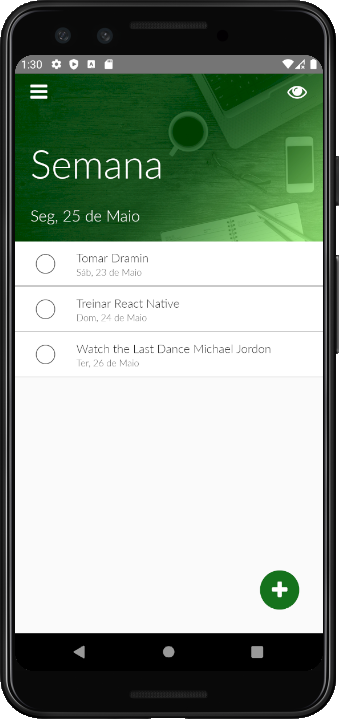 1:30
Semana
Seg, 25 de Maio
Tomar Dramin
Sáb, 23 de Maio
Treinar React Native
Dom, 24 de Maio
Watch the Last Dance Michael Jordon
Ter, 26 de Maio